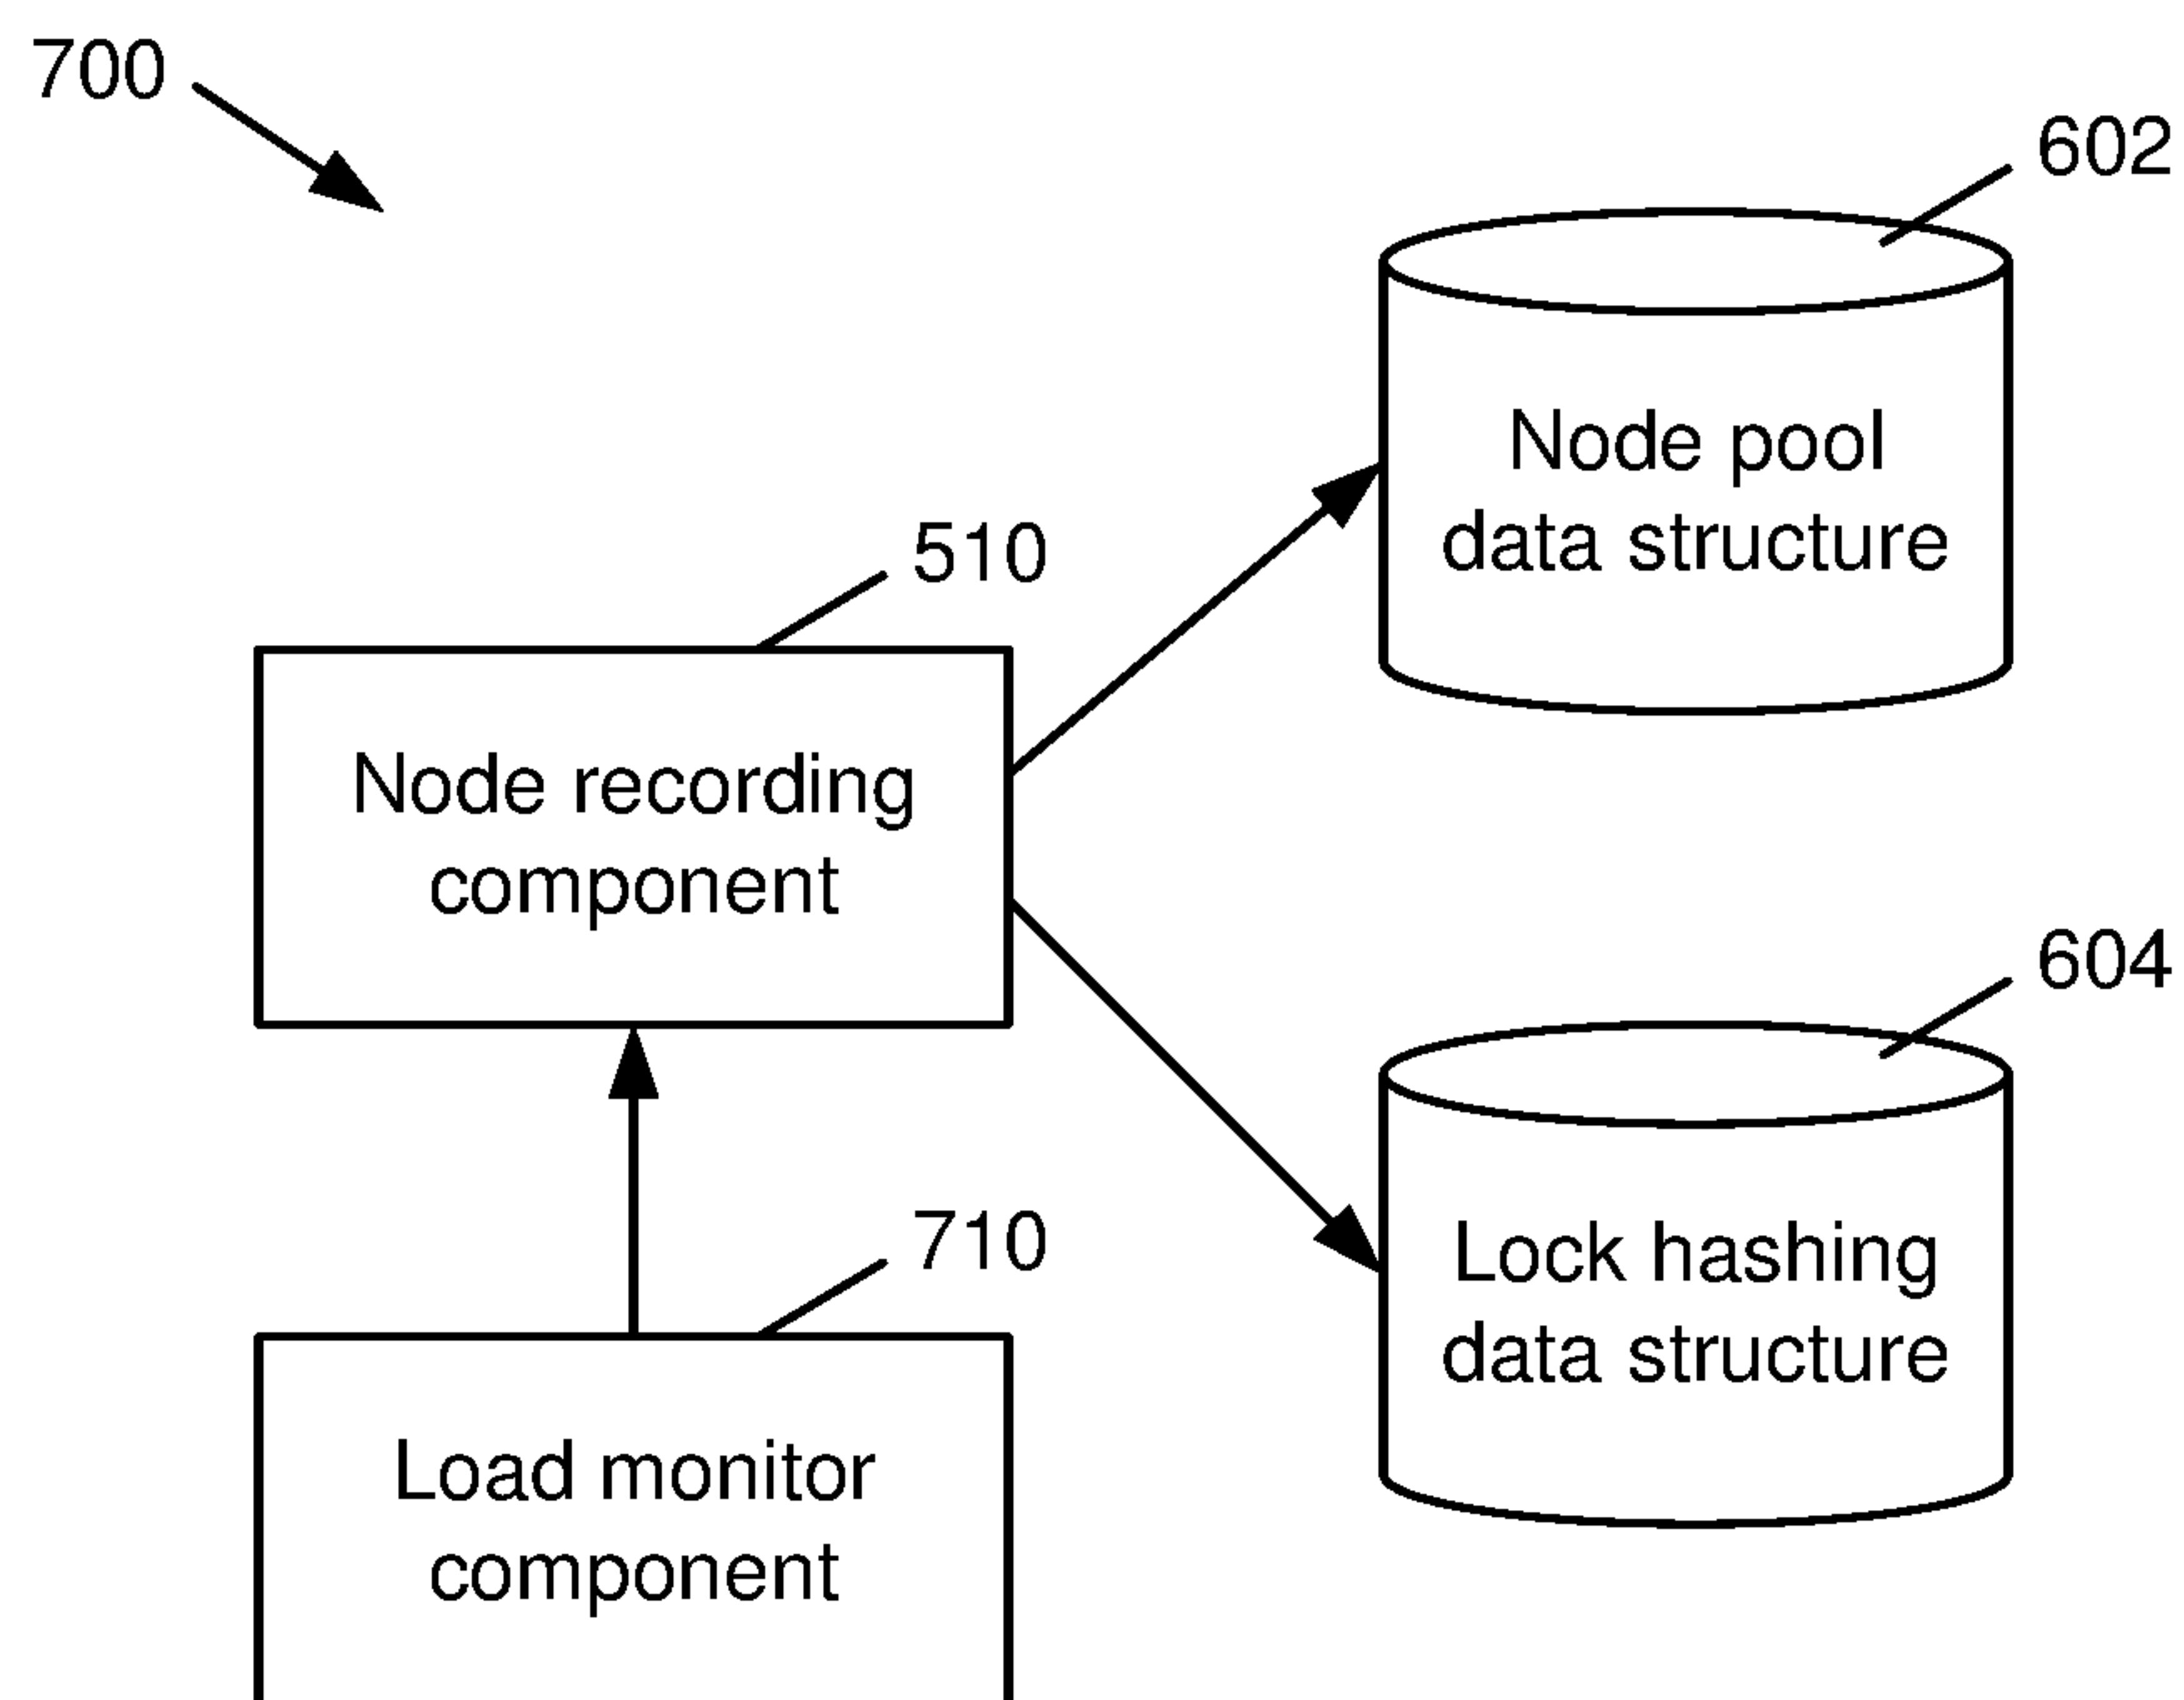 700
602
Node pool
data structure
510
Node recording
component
604
710
Lock hashing
data structure
Load monitor
component